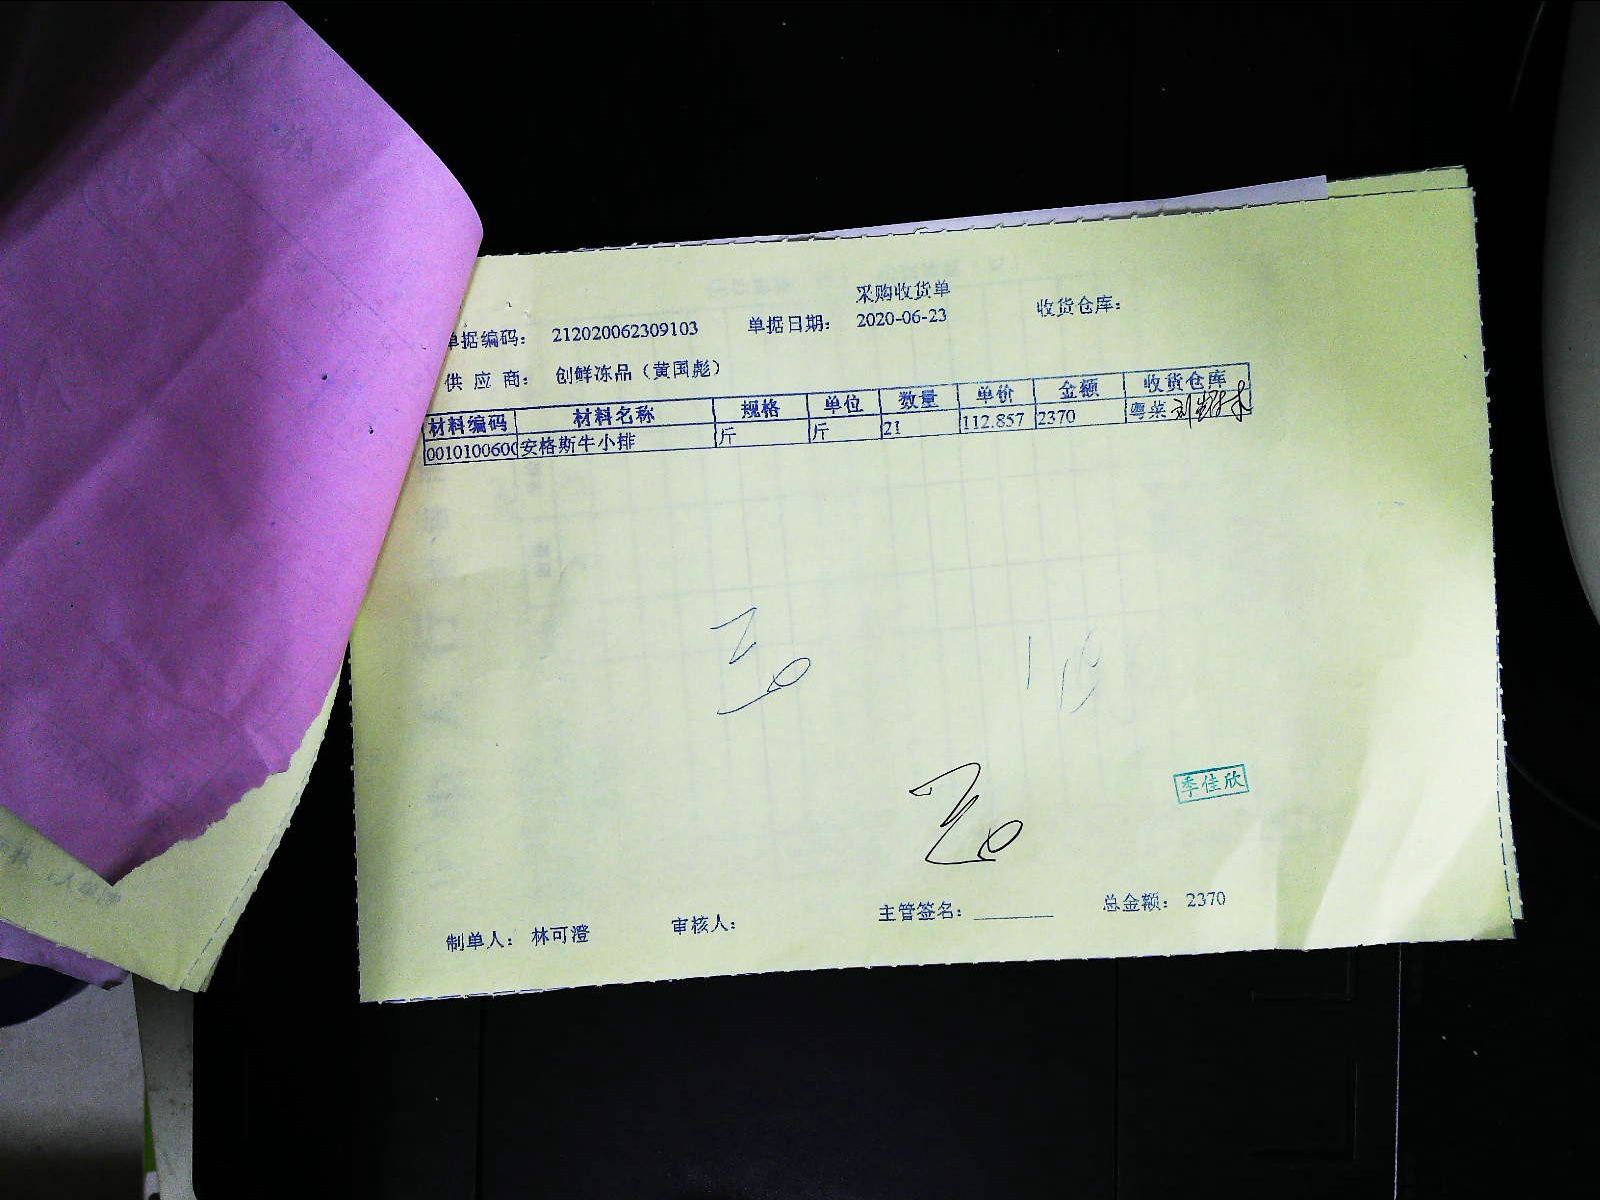 采购收货单
单据编码： 212020062309103 单据日期： 2020-06-23 收货仓库：
供 应 商： 创鲜冻品（黄国彪）
材料编码 材料名称 规格 单位 数量 单价 金额 收货仓库
0010100600 安格斯牛小排 斤 斤 21 112.857 2370 粤菜
季佳欣
制单人： 林可澄 审核人： 主管签名：________ 总金额： 2370